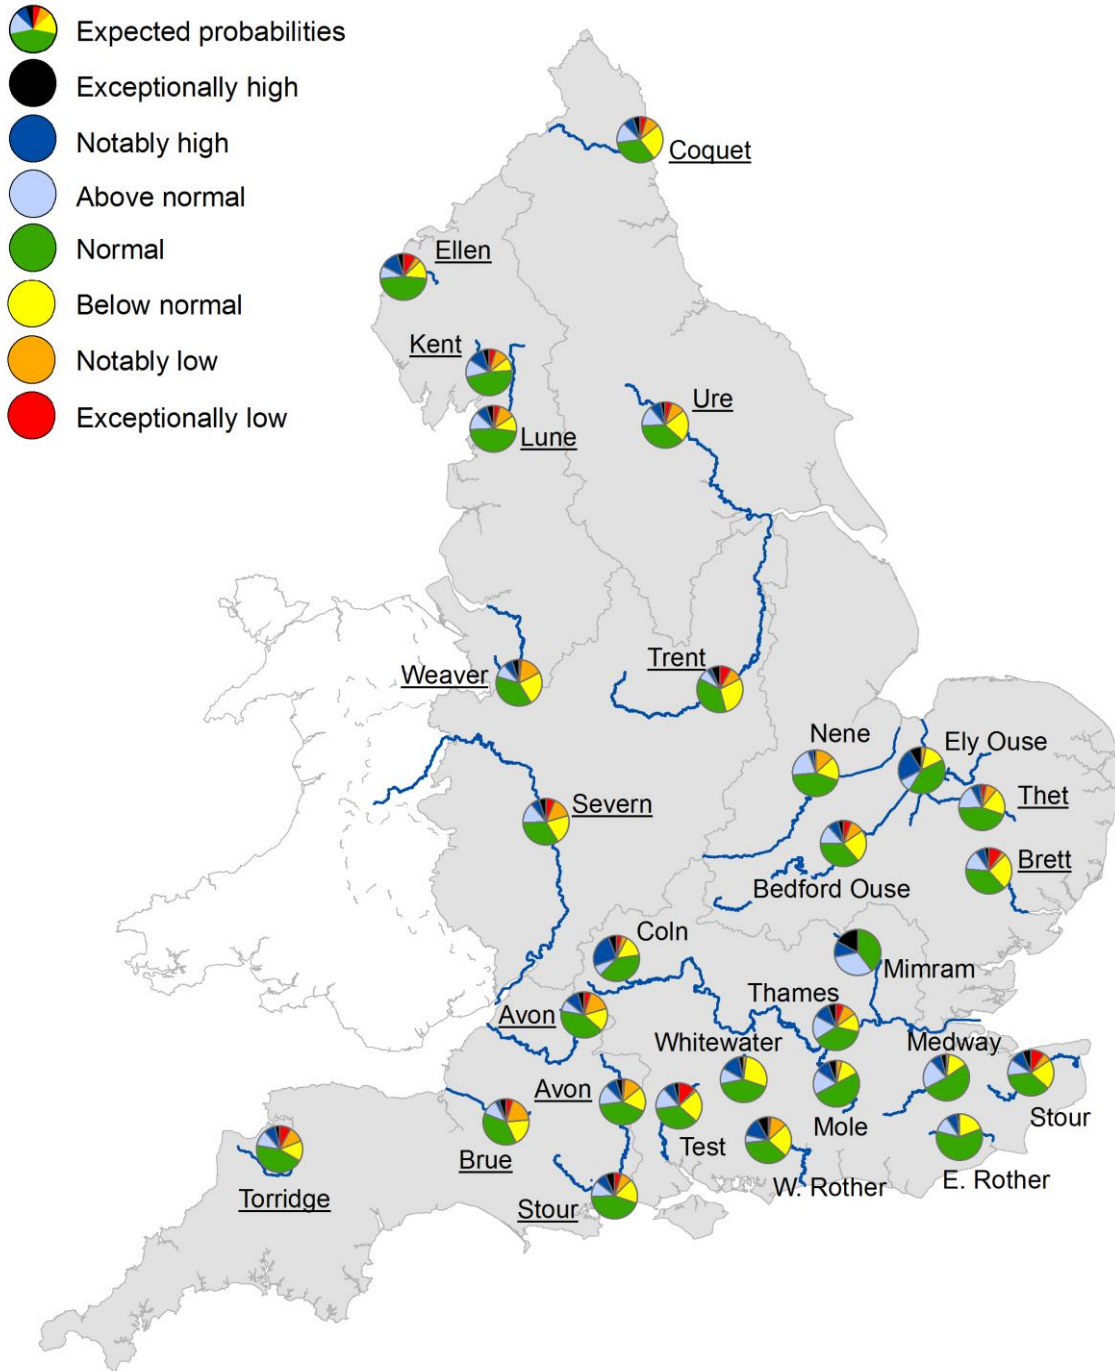 Expected probabilities
Exceptionally high
Notably high
Above normal
Normal
Below normal
Notably low
Exceptionally low
Coquet
Ellen
Kent
Ure
Lune
Weaver
Trent
Nene
Ely Ouse
Thet
Severn
Brett
Bedford Ouse
Coln
Mimram
Thames
Avon
Whitewater
Medway
Avon
Stour
Mole
Test
Brue
W. Rother
E. Rother
Torridge
Stour